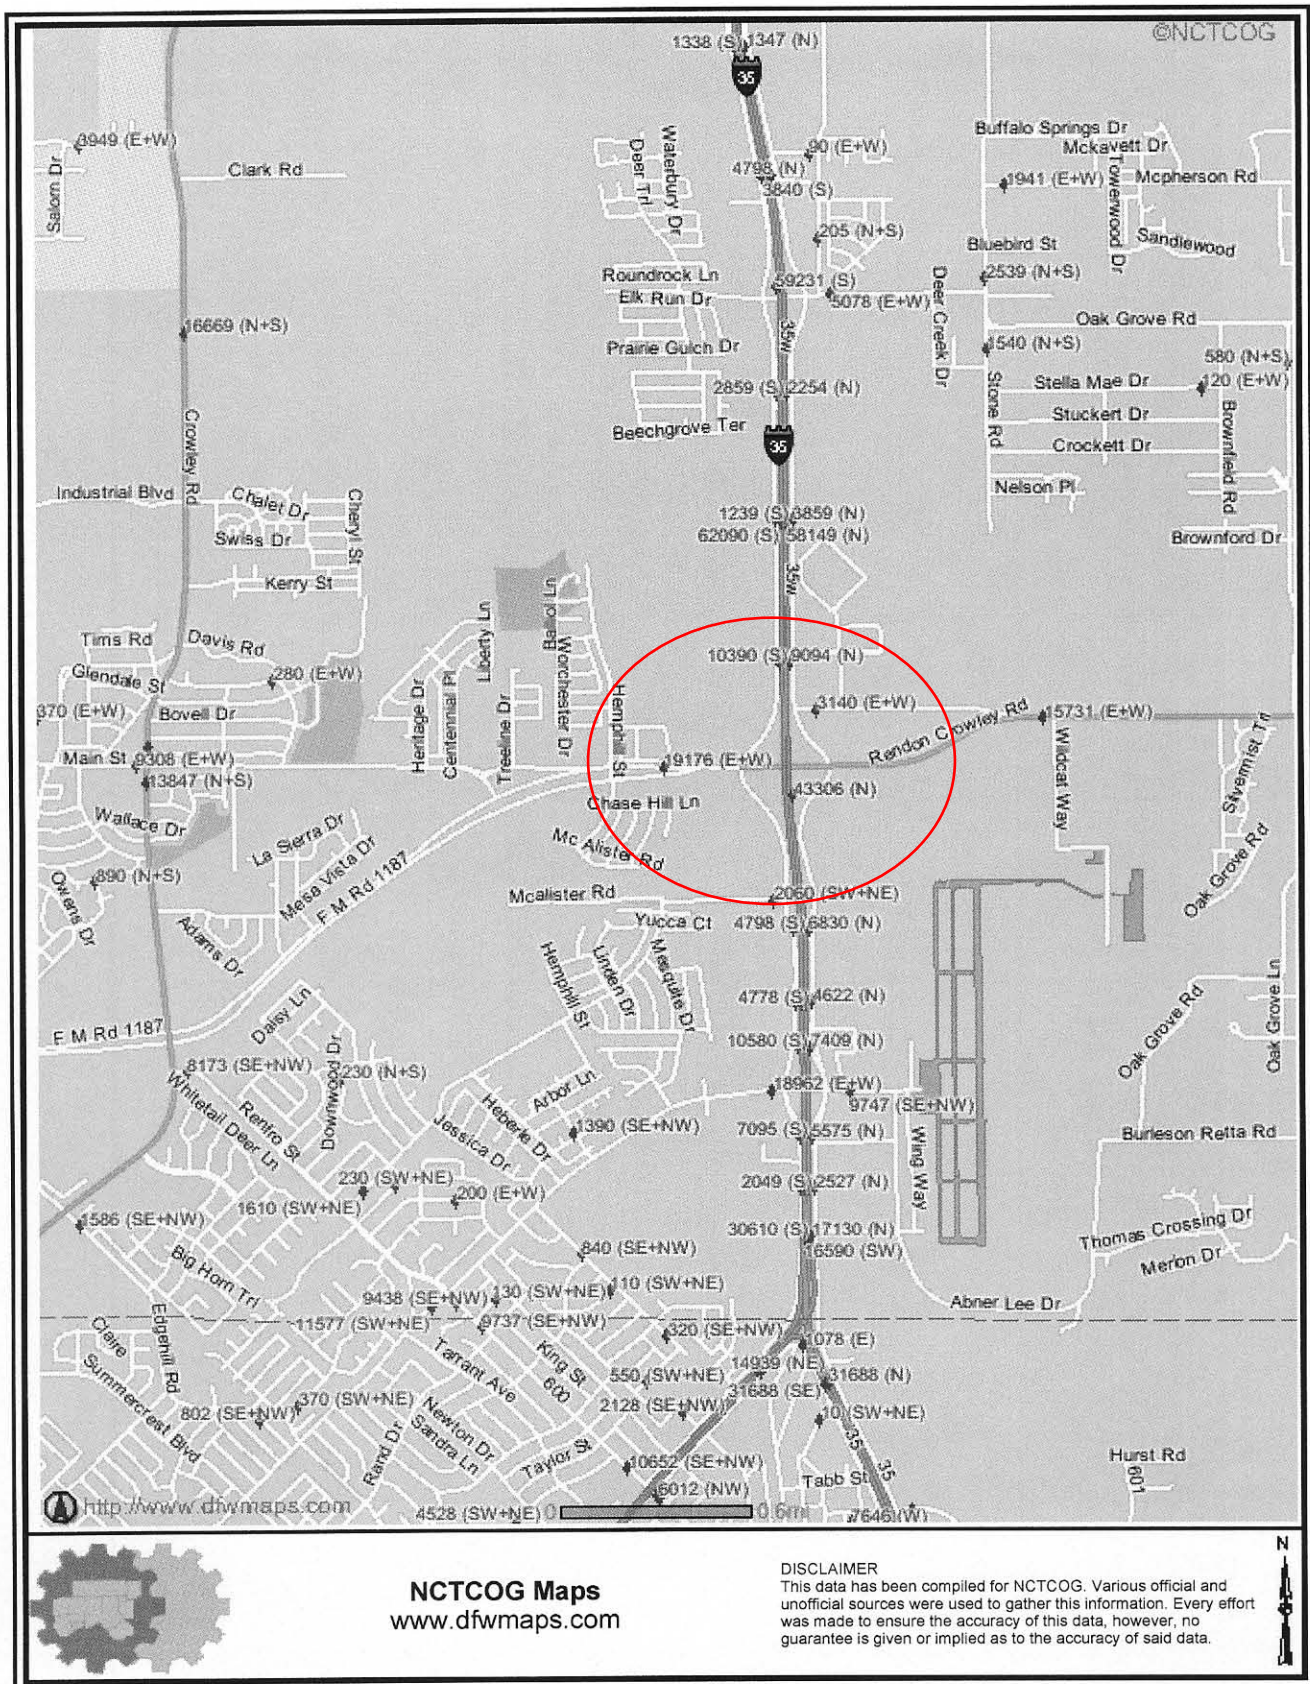 ©NCTCOG
1338 (S) 1347 (N)
35
3949 (E+W)
Clark Rd
Salom Dr
Deer Trl
Waterbury Dr
90 (E+W)
4798 (N)
3840 (S)
Buffalo Springs Dr
Mckavett Dr
1941 (E+W)
Mcpherson Rd
Towerwood Dr
Sandlewood
205 (N+S)
Bluebird St
Roundrock Ln
59231 (S)
2539 (N+S)
Elk Run Dr
5078 (E+W)
Deer Creek Dr
16669 (N+S)
35W
Oak Grove Rd
Prairie Gulch Dr
1540 (N+S)
580 (N+S)
2859 (S) 2254 (N)
Stone Rd
Stella Mae Dr
120 (E+W)
Stuckert Dr
Beechgrove Ter
35
Crockett Dr
Brownfield Rd
Crowley Rd
Industrial Blvd
Chalet Dr
Cheryl St
Nelson Pl
1239 (S) 3859 (N)
Swiss Dr
62090 (S) 58149 (N)
Brownford Dr
Kerry St
35W
Liberty Ln
Tims Rd
Davis Rd
Worchester Dr
10390 (S) 9094 (N)
Glendale St
280 (E+W)
Heritage Dr
Centennial Pl
Treeline Dr
Hemphill St
370 (E+W)
Bovell Dr
3140 (E+W)
Rendon Crowley Rd
15731 (E+W)
Main St 9308 (E+W)
19176 (E+W)
Wildcat Way
Silvermist Trl
13847 (N+S)
43306 (N)
Chase Hill Ln
Wallace Dr
La Sierra Dr
Mesa Vista Dr
Mc Alister Rd
F M Rd 1187
Oak Grove Rd
890 (N+S)
Owens Dr
Mcalister Rd
2060 (SW+NE)
Yucca Ct
4798 (S) 6830 (N)
Adams Dr
Hemphill St
Linden Dr
Mesquite Dr
Daisy Ln
4778 (S) 4622 (N)
Oak Grove Rd
Oak Grove Ln
F M Rd 1187
10580 (S) 7409 (N)
8173 (SE+NW)
230 (N+S)
Downwood Dr
Arbor Ln
18962 (E+W)
Whitetail Deer Ln
Renfro St
Heberle Dr
9747 (SE+NW)
Jessica Dr
1390 (SE+NW)
7095 (S) 5575 (N)
Burleson Retta Rd
Wing Way
230 (SW+NE)
200 (E+W)
2049 (S) 2527 (N)
1610 (SW+NE)
1586 (SE+NW)
30610 (S) 17130 (N)
16590 (SW)
Thomas Crossing Dr
Merion Dr
Big Horn Trl
840 (SE+NW)
110 (SW+NE)
9438 (SE+NW) 130 (SW+NE)
Abner Lee Dr
11577 (SW+NE)
9737 (SE+NW)
320 (SE+NW)
Claire
Edgehill Rd
1078 (E)
Tarrant Ave
King St
600
14939 (NE)
31688 (N)
550 (SW+NE)
31688 (SE)
Summercrest Blvd
370 (SW+NE)
2128 (SE+NW)
802 (SE+NW)
Newton Dr
Sandra Ln
10 (SW+NE)
35
35
Rand Dr
Taylor St
10652 (SE+NW)
Tabb St
Hurst Rd
601
http://www.dfwmaps.com
6012 (NW)
4528 (SW+NE) 0 0.6mi
7646 (W)
NCTCOG Maps
www.dfwmaps.com
DISCLAIMER
This data has been compiled for NCTCOG. Various official and
unofficial sources were used to gather this information. Every effort
was made to ensure the accuracy of this data, however, no
guarantee is given or implied as to the accuracy of said data.
N